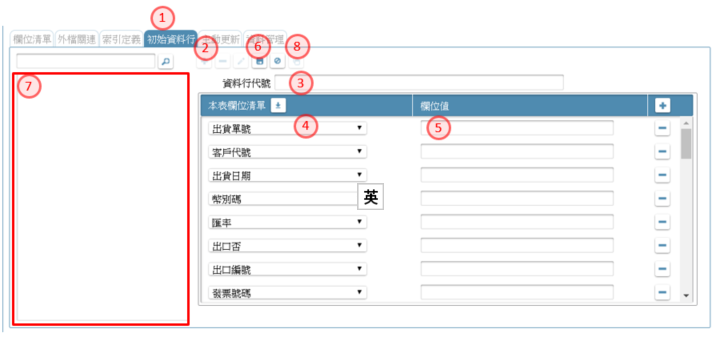 1
欄位清單 外檔關連 索引定義 初始資料行 動更新 管理
2 6 8
7
資料行代號 3
本表欄位清單 欄位值
4 5
出貨單號
客戶代號
出貨日期
幣別碼
英
匯率
出口否
出口編號
發票號碼